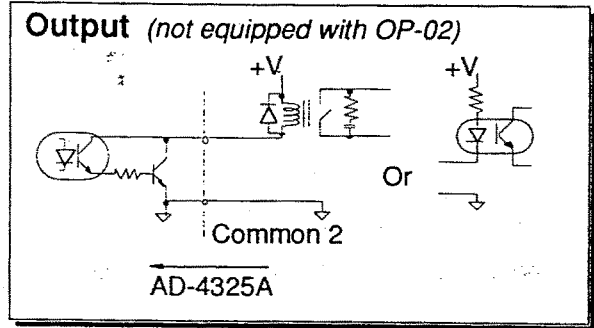 Output (not equipped with OP-02)
+V
+V
Or
Common 2
AD-4325A